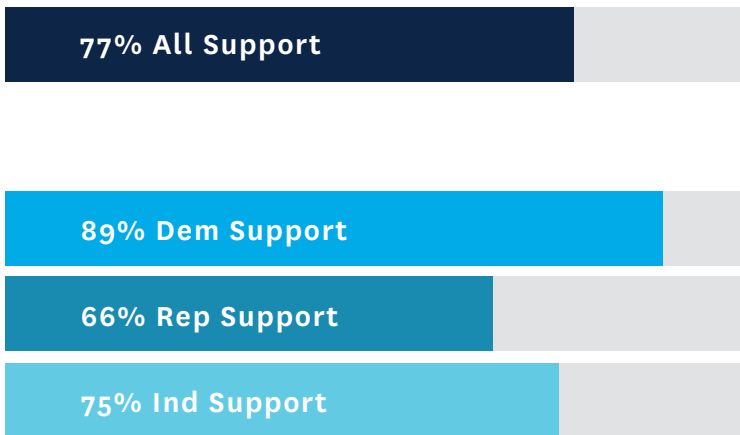 77% All Support
89% Dem Support
66% Rep Support
75% Ind Support